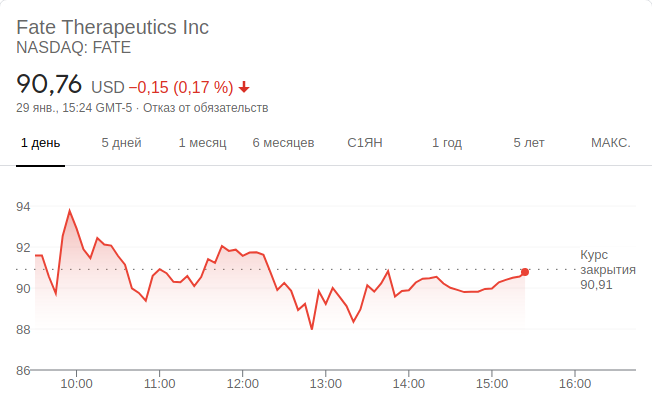 Fate Therapeutics Inc
NASDAQ: FATE
90,76 USD −0,15 (0,17 %) ↓
29 янв., 15:24 GMT-5 · Отказ от обязательств
1 день 5 дней 1 месяц 6 месяцев С1ЯН 1 год 5 лет МАКС.
94
92
90
88
86
Курс
закрытия
90,91
10:00 11:00 12:00 13:00 14:00 15:00 16:00